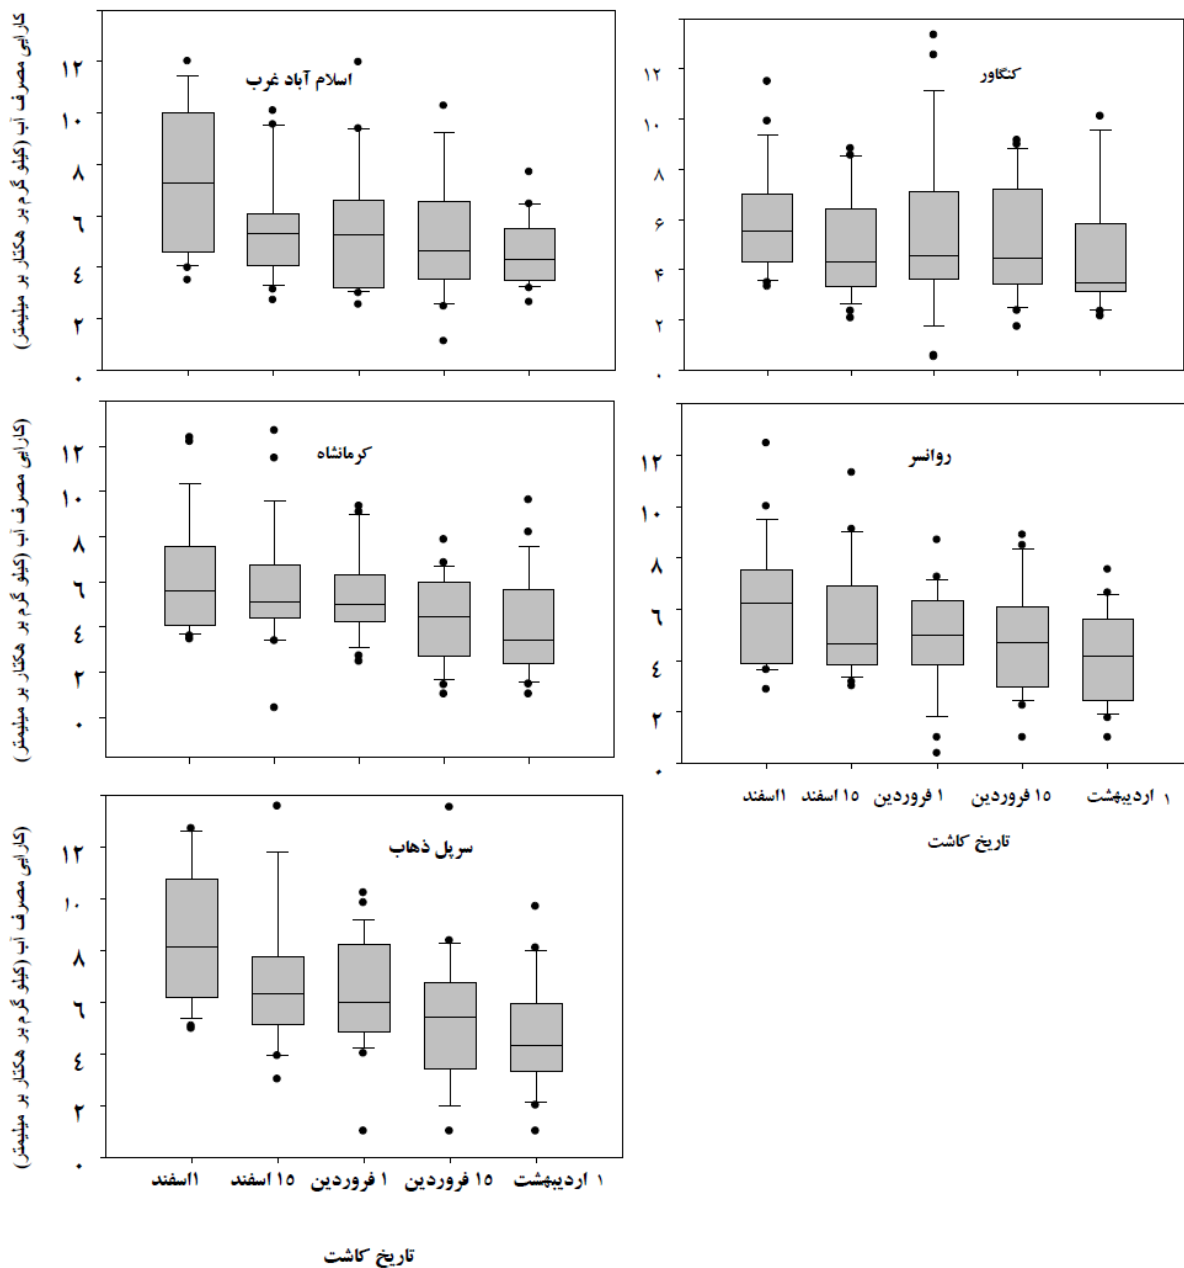 کارایی مصرف آب (کیلو گرم بر هکتار بر میلیمتر)
اسلام آباد غرب
۱۲
۱۰
۸
۶
۴
۲
۰
کنگاور
۱۲
۱۰
۸
۶
۴
۲
۰
(کارایی مصرف آب (کیلو گرم بر هکتار بر میلیمتر)
کرمانشاه
۱۲
۱۰
۸
۶
۴
۲
۰
روانسر
۱۲
۱۰
۸
۶
۴
۲
۰
۱اسفند ۱۵ اسفند ۱ فروردین ۱۵ فروردین ۱ اردیبهشت
تاریخ کاشت
(کارایی مصرف آب (کیلو گرم بر هکتار بر میلیمتر)
سرپل ذهاب
۱۲
۱۰
۸
۶
۴
۲
۰
۱اسفند ۱۵ اسفند ۱ فروردین ۱۵ فروردین ۱ اردیبهشت
تاریخ کاشت